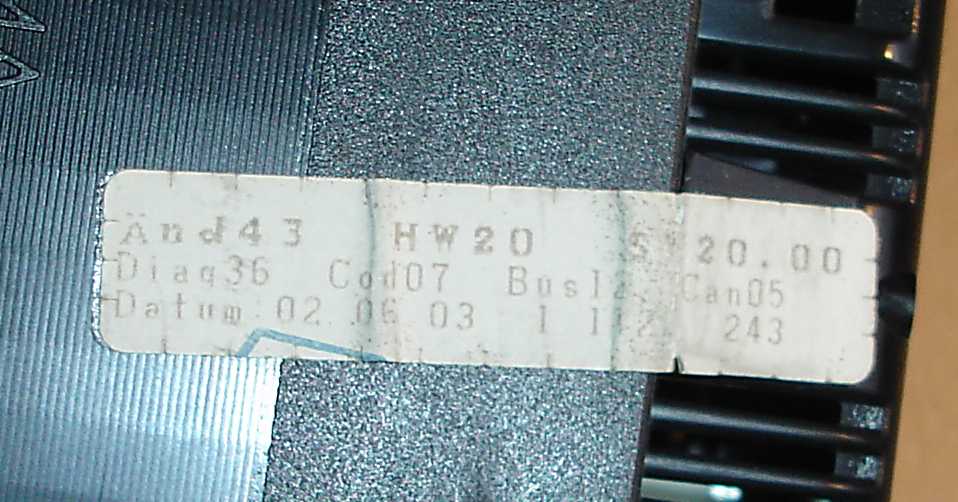 Änd43 HW20 20.00
Diag36 Cod07 Can05
Datum 02.06 03 243